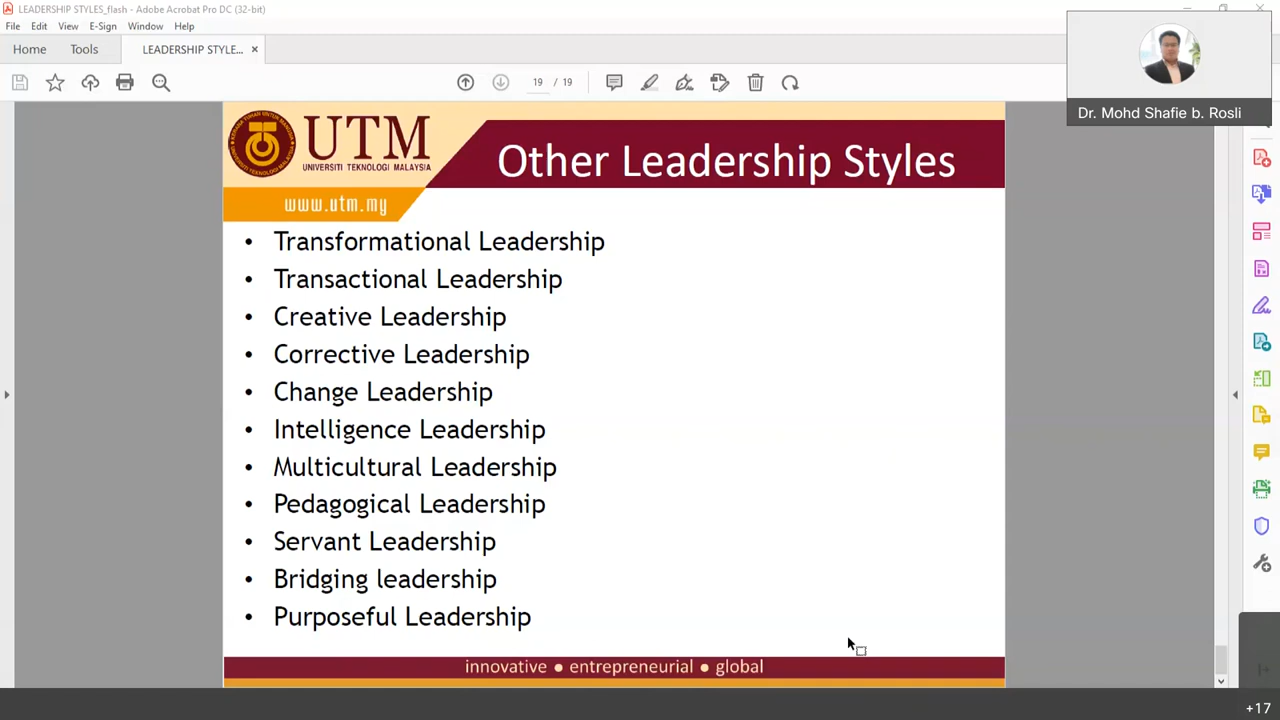 LEADERSHIP STYLES_flash - Adobe Acrobat Pro DC (32-bit)
File Edit View E-Sign Window Help
Home Tools LEADERSHIP STYLE...
19 / 19
Dr. Mohd Shafie b. Rosli
UTM
UNIVERSITI TEKNOLOGI MALAYSIA
www.utm.my
Other Leadership Styles
• Transformational Leadership
• Transactional Leadership
• Creative Leadership
• Corrective Leadership
• Change Leadership
• Intelligence Leadership
• Multicultural Leadership
• Pedagogical Leadership
• Servant Leadership
• Bridging leadership
• Purposeful Leadership
innovative ● entrepreneurial ● global
+17